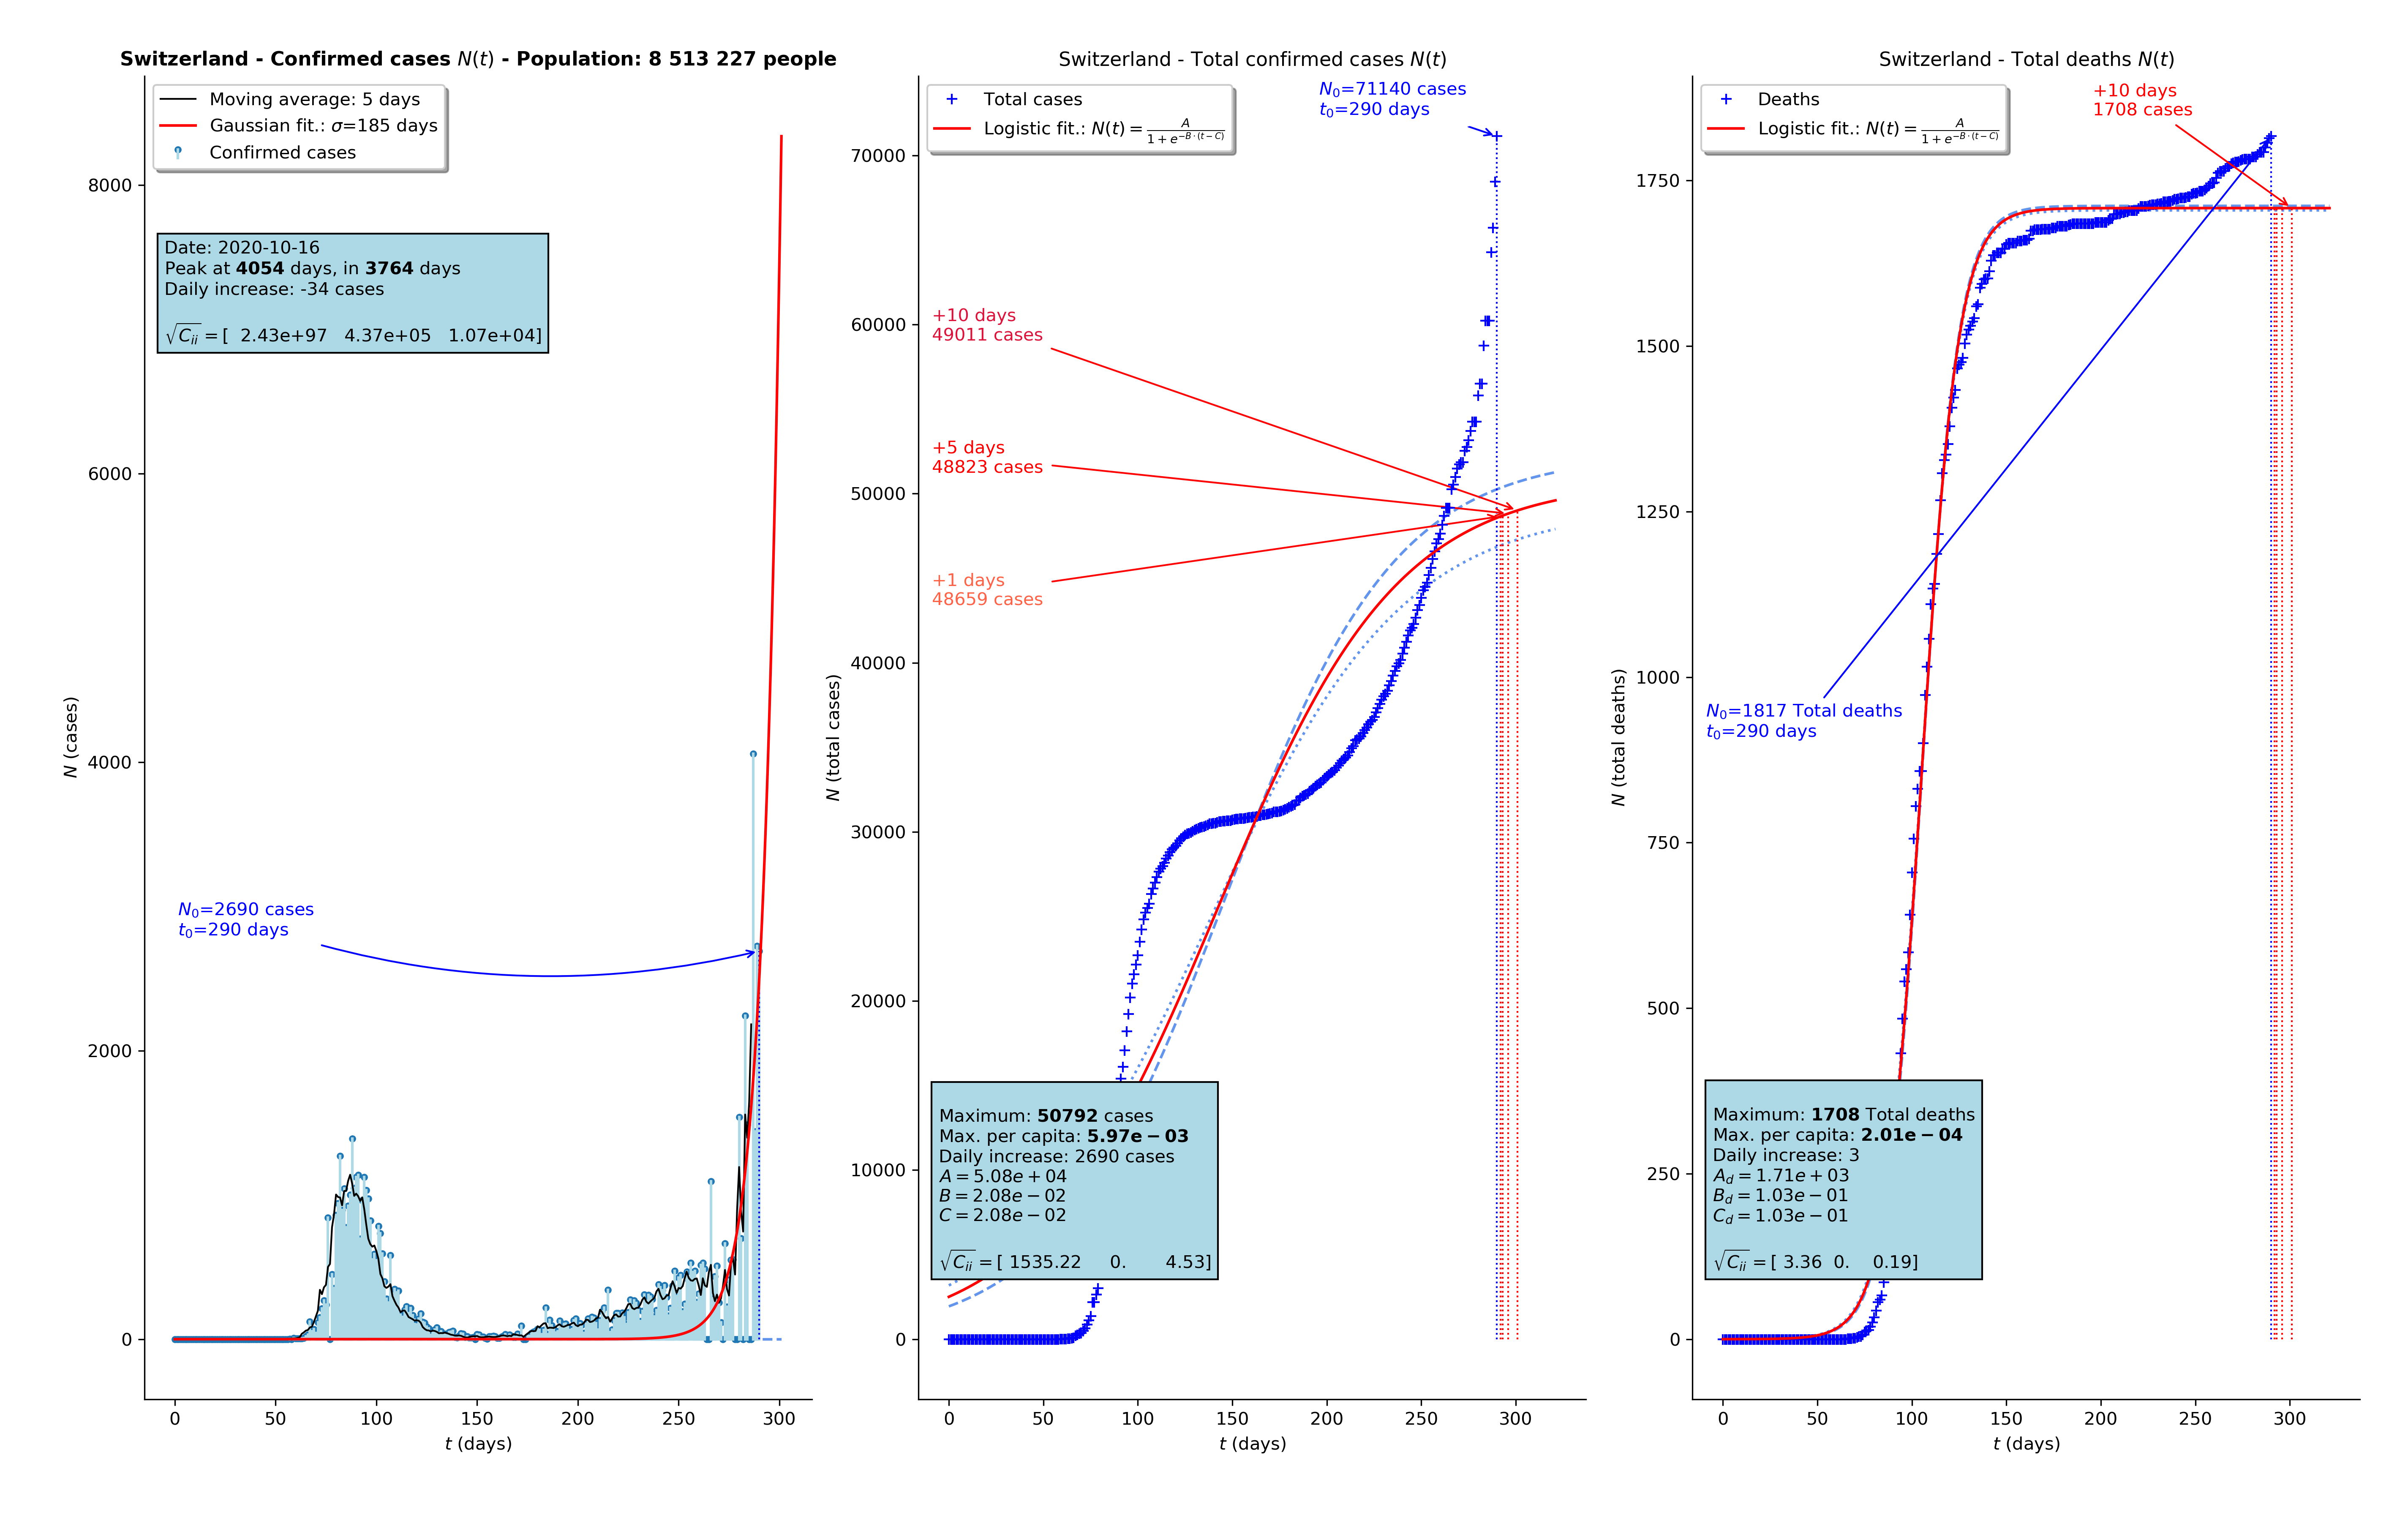 Switzerland - Confirmed cases N(t) - Population: 8 513 227 people
Moving average: 5 days
Gaussian fit.: σ=185 days
Confirmed cases
Date: 2020-10-16
Peak at 4054 days, in 3764 days
Daily increase: -34 cases
√Cᵢᵢ = [ 2.43e+97 4.37e+05 1.07e+04]
N₀=2690 cases
t₀=290 days
8000
6000
4000
2000
0
N (cases)
0 50 100 150 200 250 300
t (days)
Switzerland - Total confirmed cases N(t)
Total cases
Logistic fit.: N(t) = A / (1 + e^(−B·(t−C)))
N₀=71140 cases
t₀=290 days
+10 days
49011 cases
+5 days
48823 cases
+1 days
48659 cases
Maximum: 50792 cases
Max. per capita: 5.97e − 03
Daily increase: 2690 cases
A = 5.08e + 04
B = 2.08e − 02
C = 2.08e − 02
√Cᵢᵢ = [ 1535.22 0. 4.53]
70000
60000
50000
40000
30000
20000
10000
0
N (total cases)
0 50 100 150 200 250 300
t (days)
Switzerland - Total deaths N(t)
Deaths
Logistic fit.: N(t) = A / (1 + e^(−B·(t−C)))
+10 days
1708 cases
N₀=1817 Total deaths
t₀=290 days
Maximum: 1708 Total deaths
Max. per capita: 2.01e − 04
Daily increase: 3
A_d = 1.71e + 03
B_d = 1.03e − 01
C_d = 1.03e − 01
√Cᵢᵢ = [ 3.36 0. 0.19]
1750
1500
1250
1000
750
500
250
0
N (total deaths)
0 50 100 150 200 250 300
t (days)